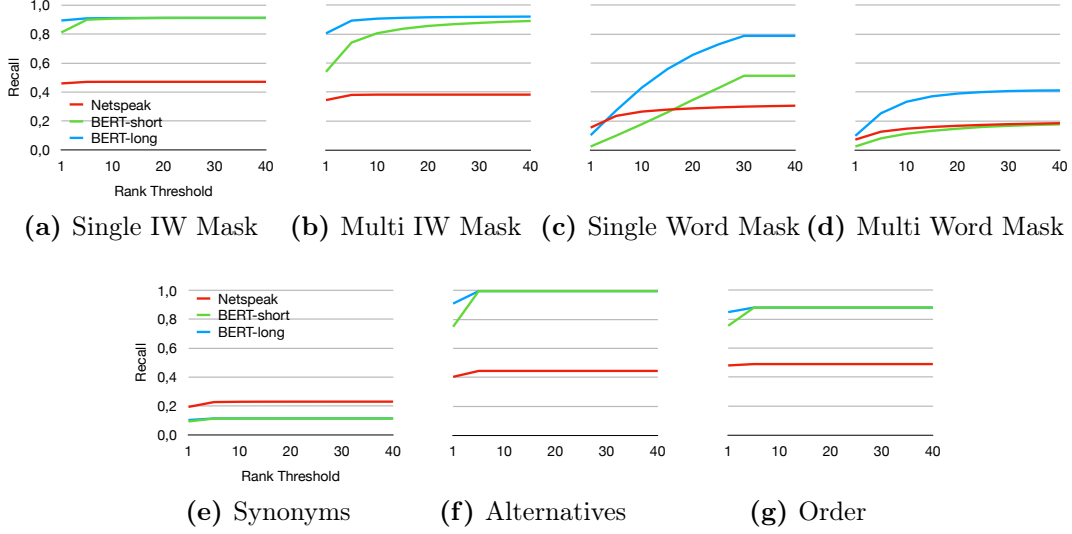 1,0
0,8
0,6
0,4
0,2
0,0
Recall
Netspeak
BERT-short
BERT-long
1 10 20 30 40
1 10 20 30 40
1 10 20 30 40
1 10 20 30 40
Rank Threshold
(a) Single IW Mask
(b) Multi IW Mask
(c) Single Word Mask
(d) Multi Word Mask
1,0
0,8
0,6
0,4
0,2
0,0
Recall
Netspeak
BERT-short
BERT-long
1 10 20 30 40
1 10 20 30 40
1 10 20 30 40
Rank Threshold
(e) Synonyms
(f) Alternatives
(g) Order